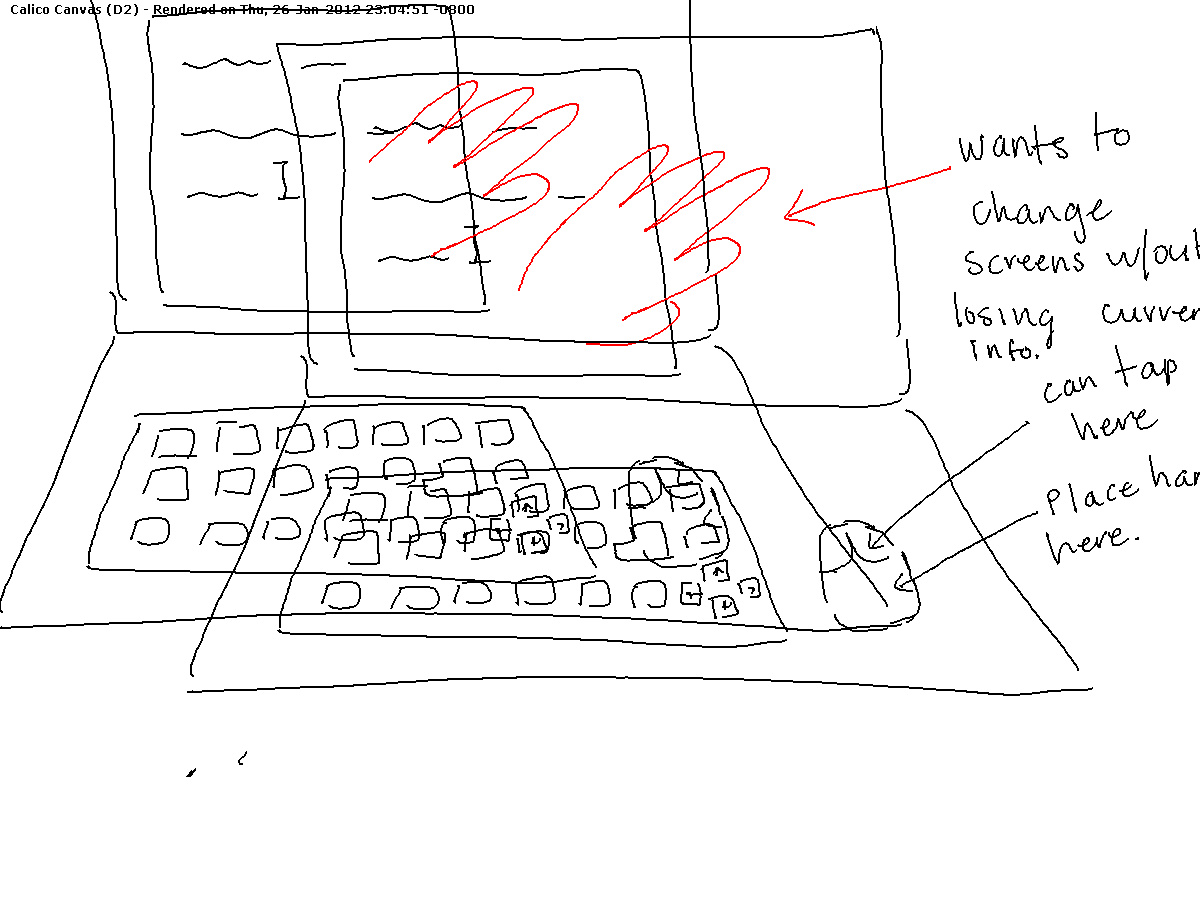 Calico Canvas (D2) - Rendered on Thu, 26 Jan 2012 23:04:51 -0800
wants to
change
screens w/out
losing curren
info.
can tap
here
Place han
here.